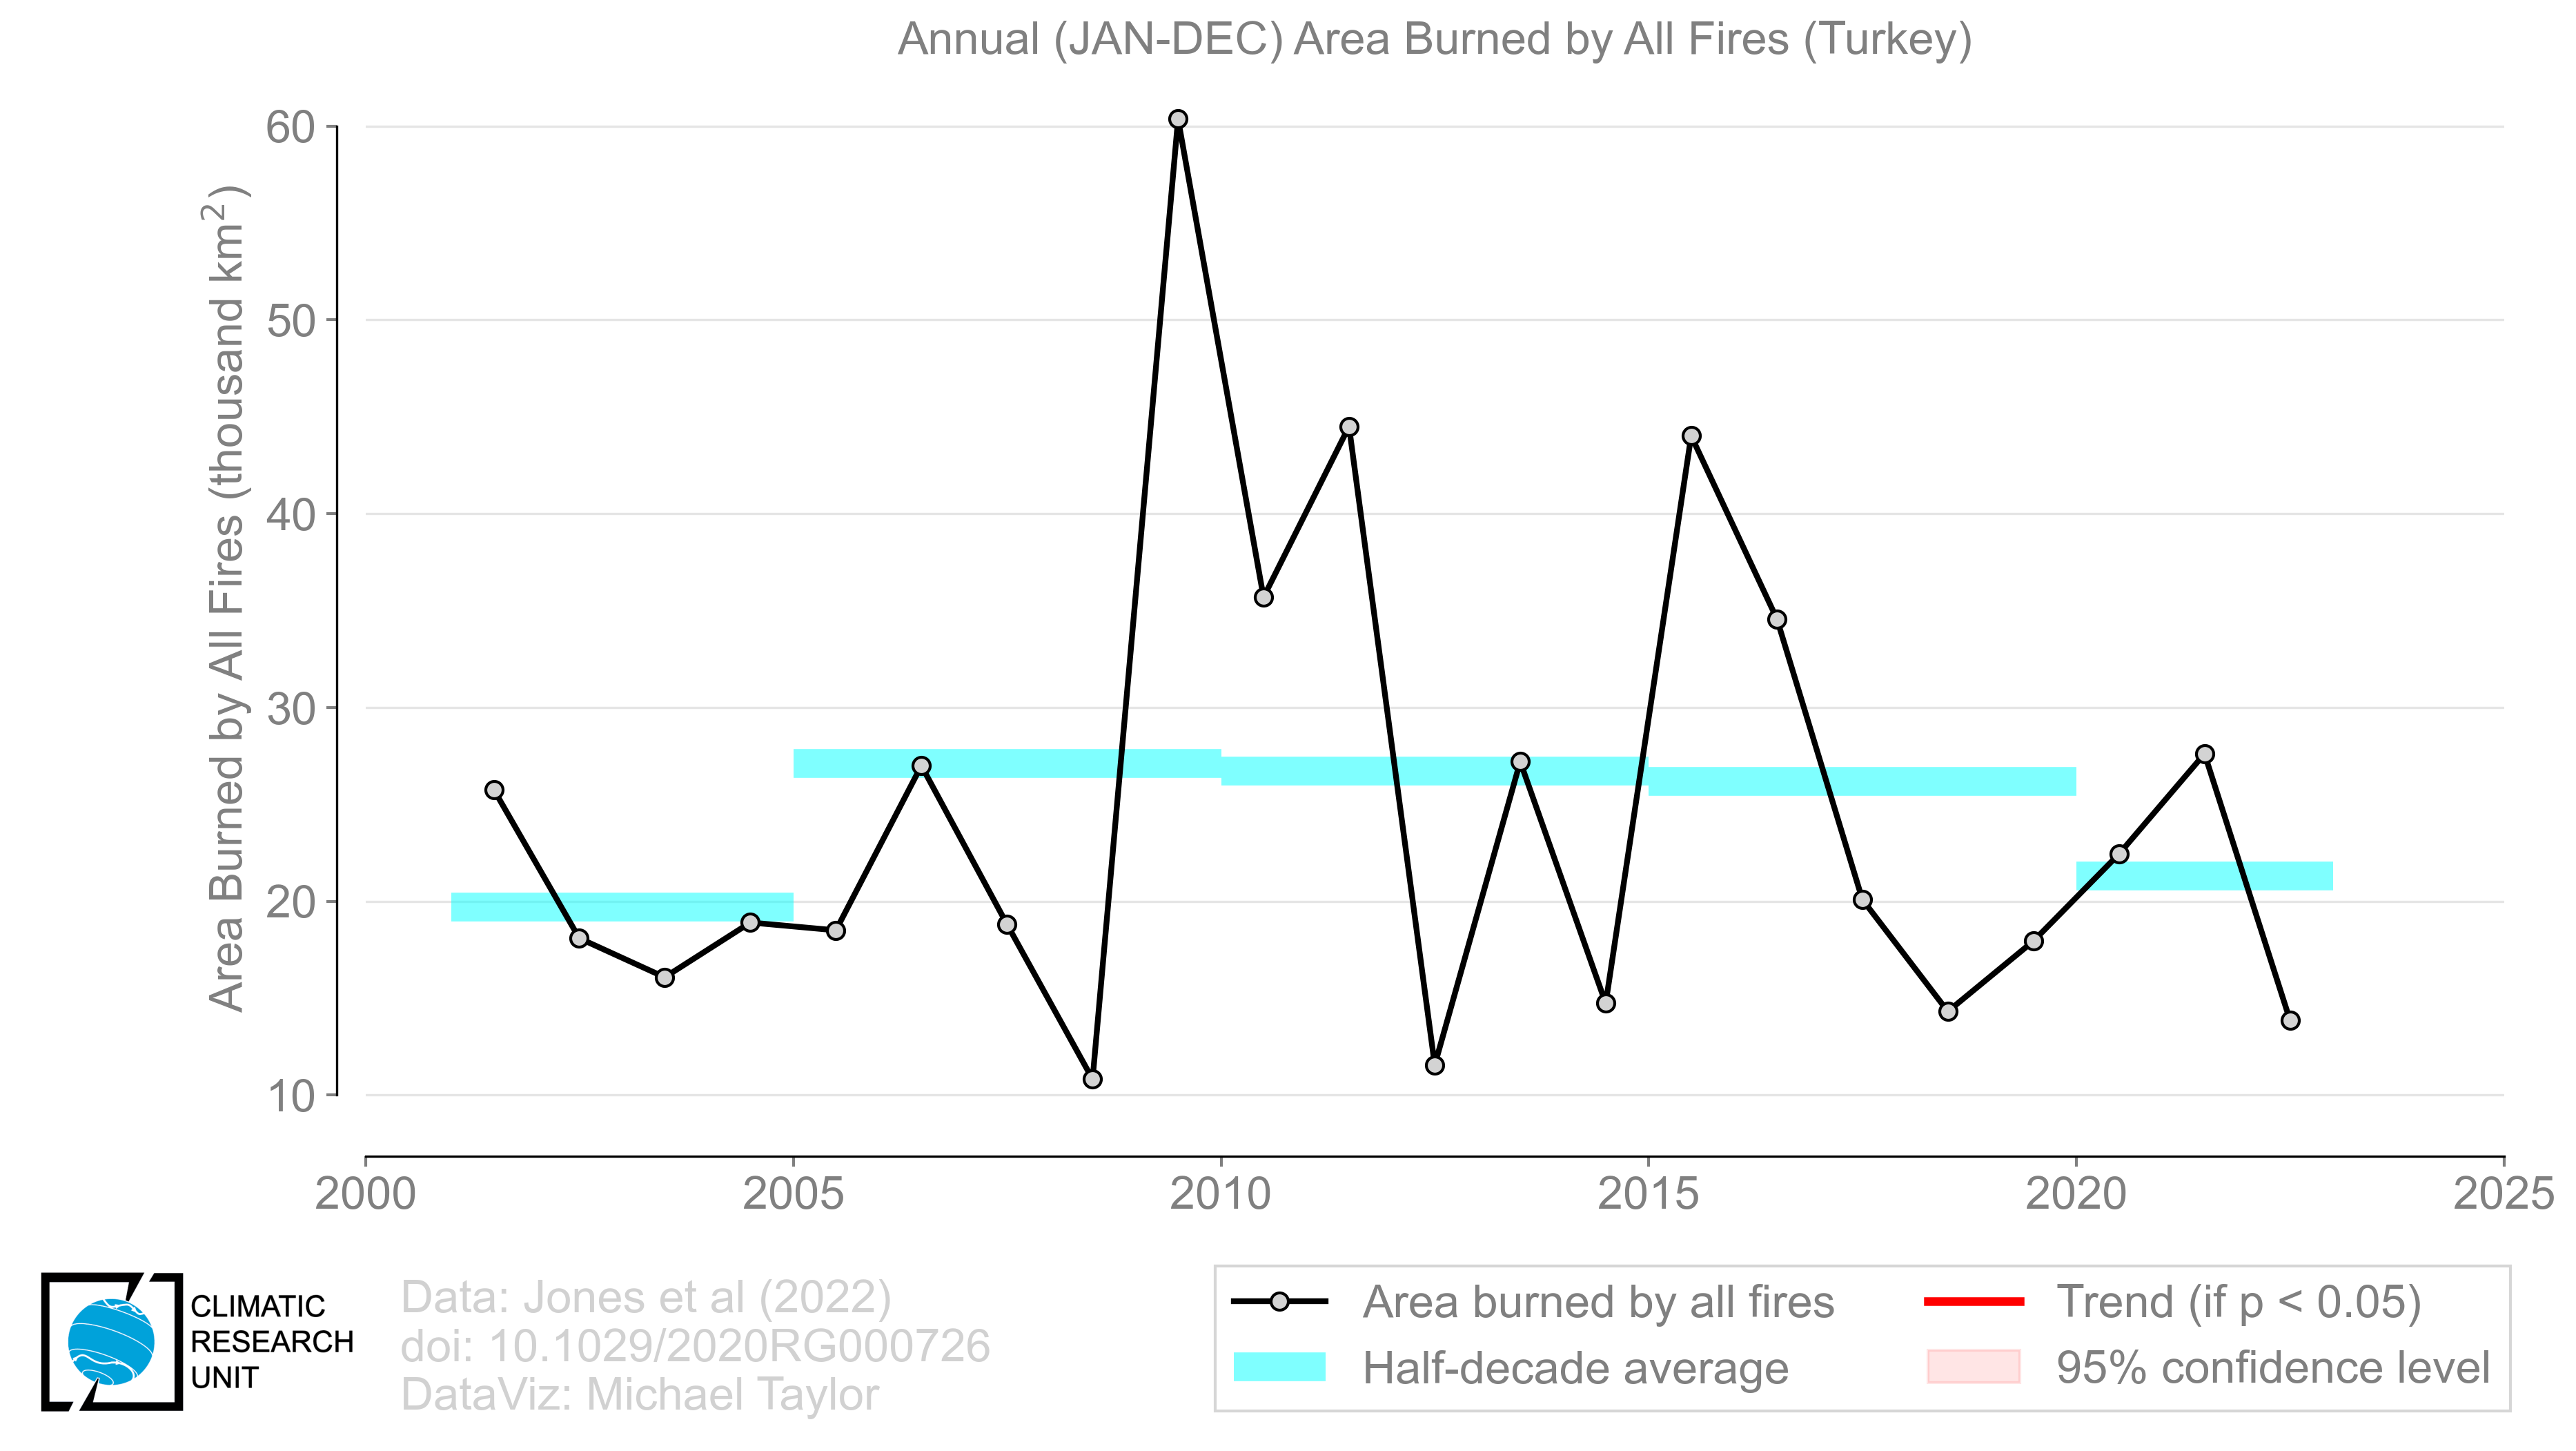 Annual (JAN-DEC) Area Burned by All Fires (Turkey)
Area Burned by All Fires (thousand km²)
60
50
40
30
20
10
2000 2005 2010 2015 2020 2025
CLIMATIC
RESEARCH
UNIT
Data: Jones et al (2022)
doi: 10.1029/2020RG000726
DataViz: Michael Taylor
Area burned by all fires
Half-decade average
Trend (if p < 0.05)
95% confidence level